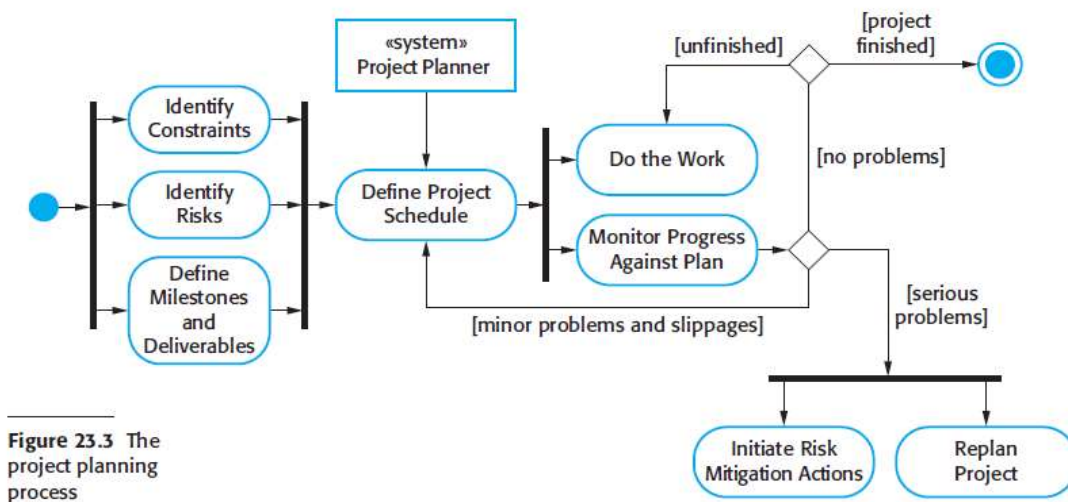 «system»
Project Planner
[unfinished]
[project
finished]
Identify
Constraints
Do the Work
[no problems]
Identify
Risks
Define Project
Schedule
Monitor Progress
Against Plan
Define
Milestones
and
Deliverables
[minor problems and slippages]
[serious
problems]
Initiate Risk
Mitigation Actions
Replan
Project
Figure 23.3 The
project planning
process